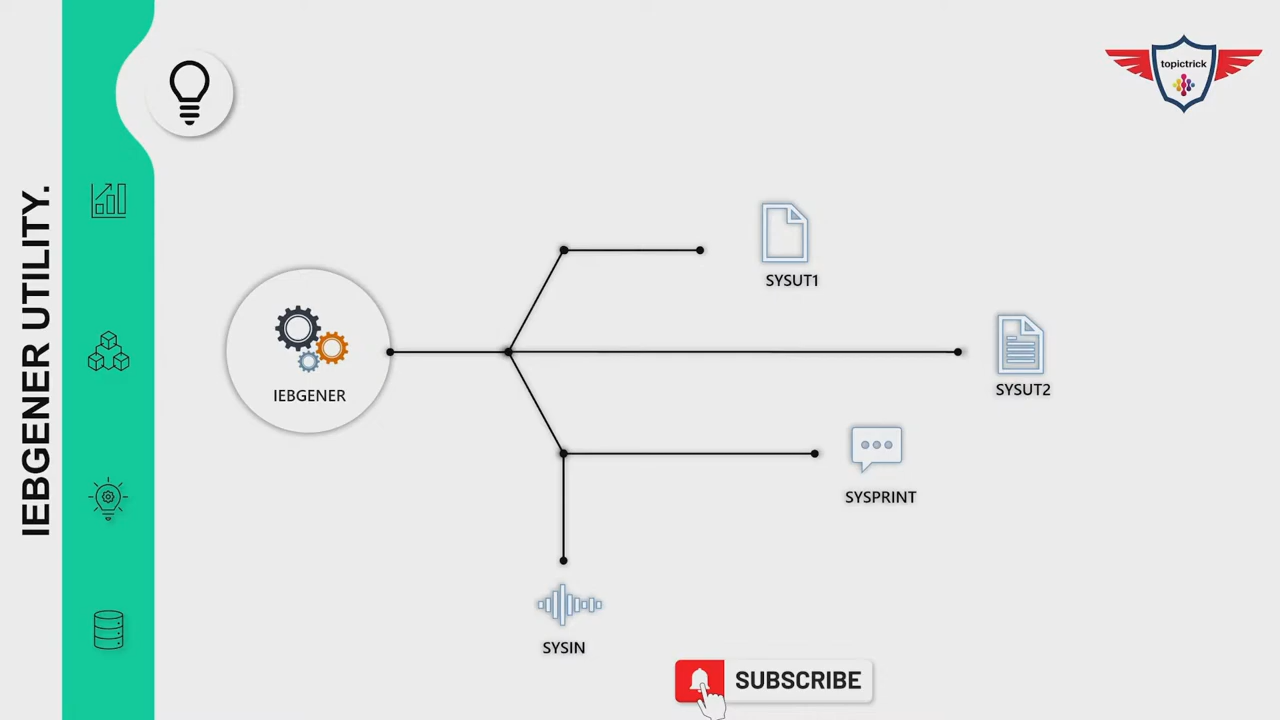 IEBGENER UTILITY.
topictrick
SYSUT1
IEBGENER
SYSUT2
SYSPRINT
SYSIN
SUBSCRIBE